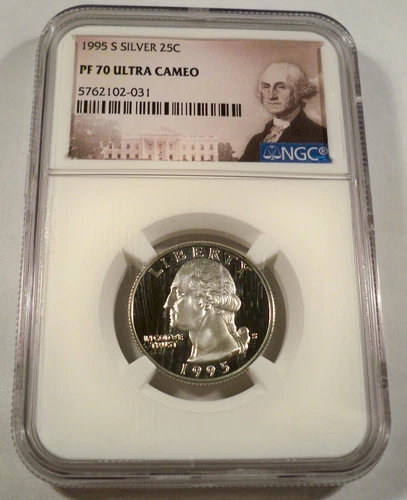 1995 S SILVER 25C
PF 70 ULTRA CAMEO
5762102-031
NGC®
LIBERTY
IN GOD WE
TRUST
S
1995